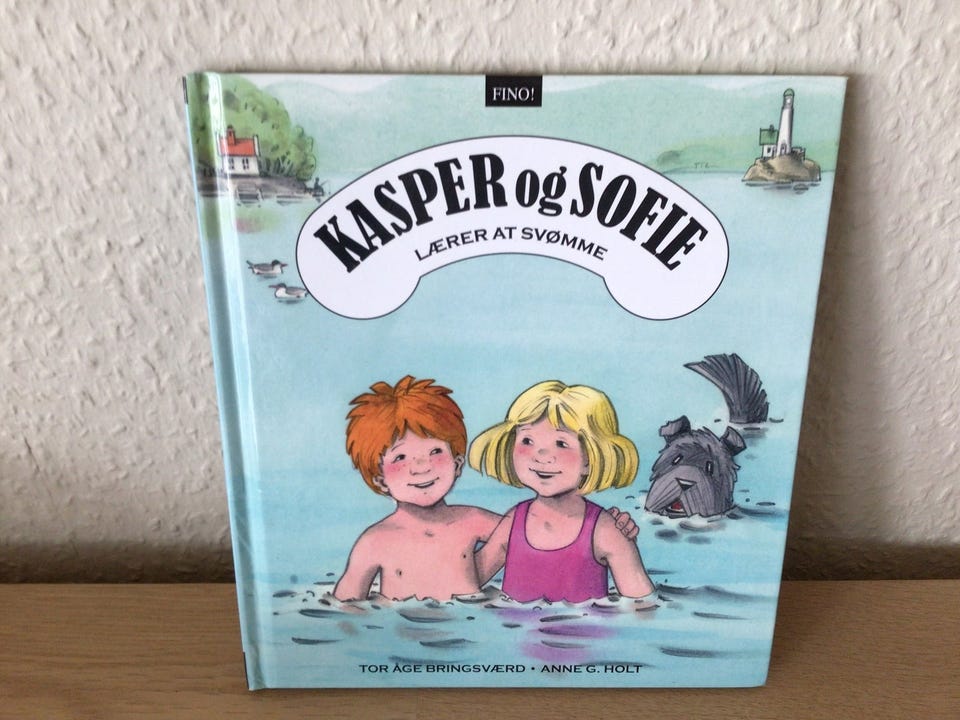 FINO!
KASPER og SOFIE
LÆRER AT SVØMME
TOR ÅGE BRINGSVÆRD • ANNE G. HOLT